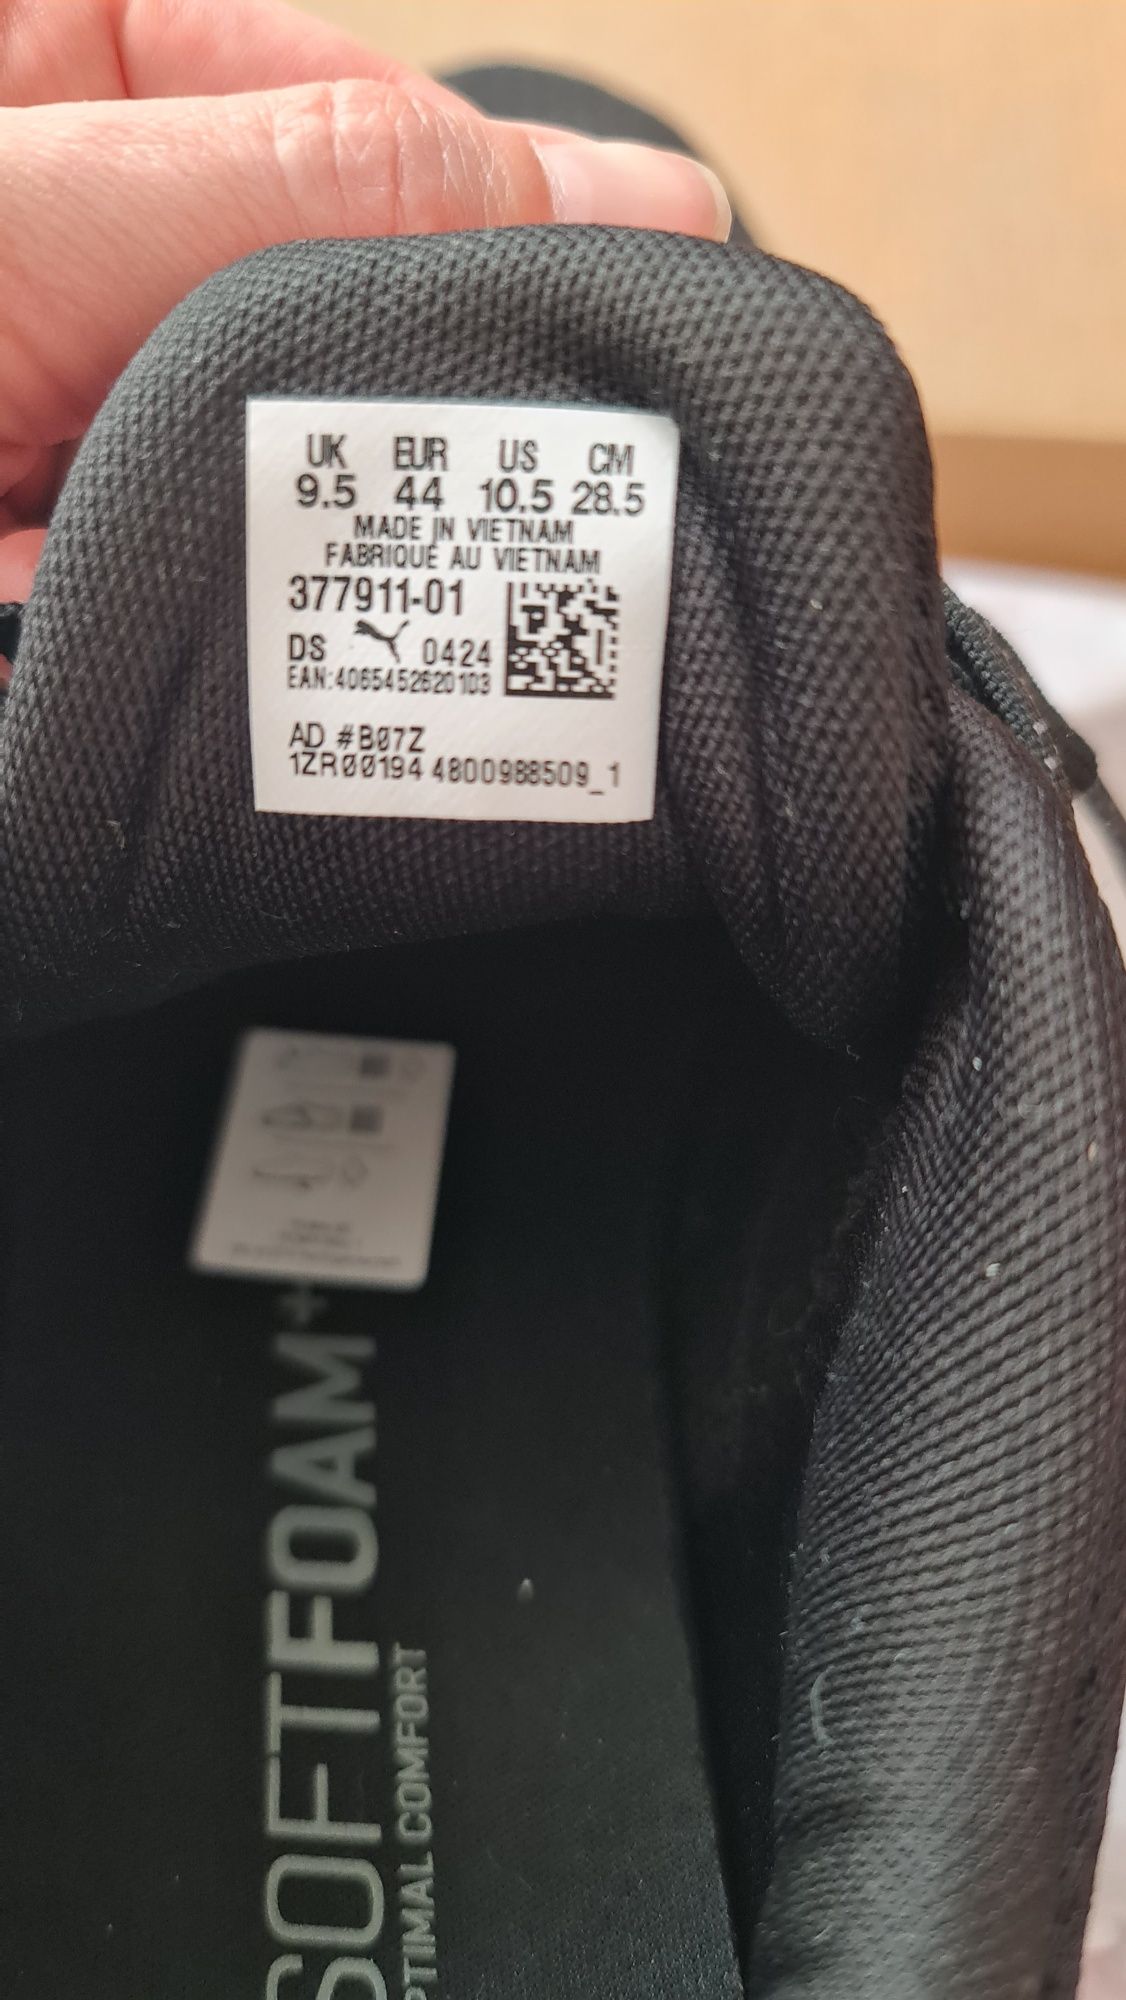 UK EUR US CM
9.5 44 10.5 28.5
MADE IN VIETNAM
FABRIQUÉ AU VIETNAM
377911-01
DS 0424
EAN:4065452620103
AD #B07Z
1ZR00194 4800988509_1
SOFTFOAM+
OPTIMAL COMFORT